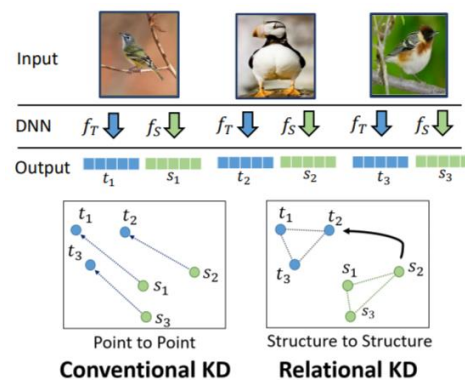 Input
DNN f_T f_S f_T f_S f_T f_S
Output
t_1 s_1 t_2 s_2 t_3 s_3
t_1 t_2 t_3 s_1 s_2 s_3
t_1 t_2 t_3 s_1 s_2 s_3
Point to Point Structure to Structure
Conventional KD Relational KD